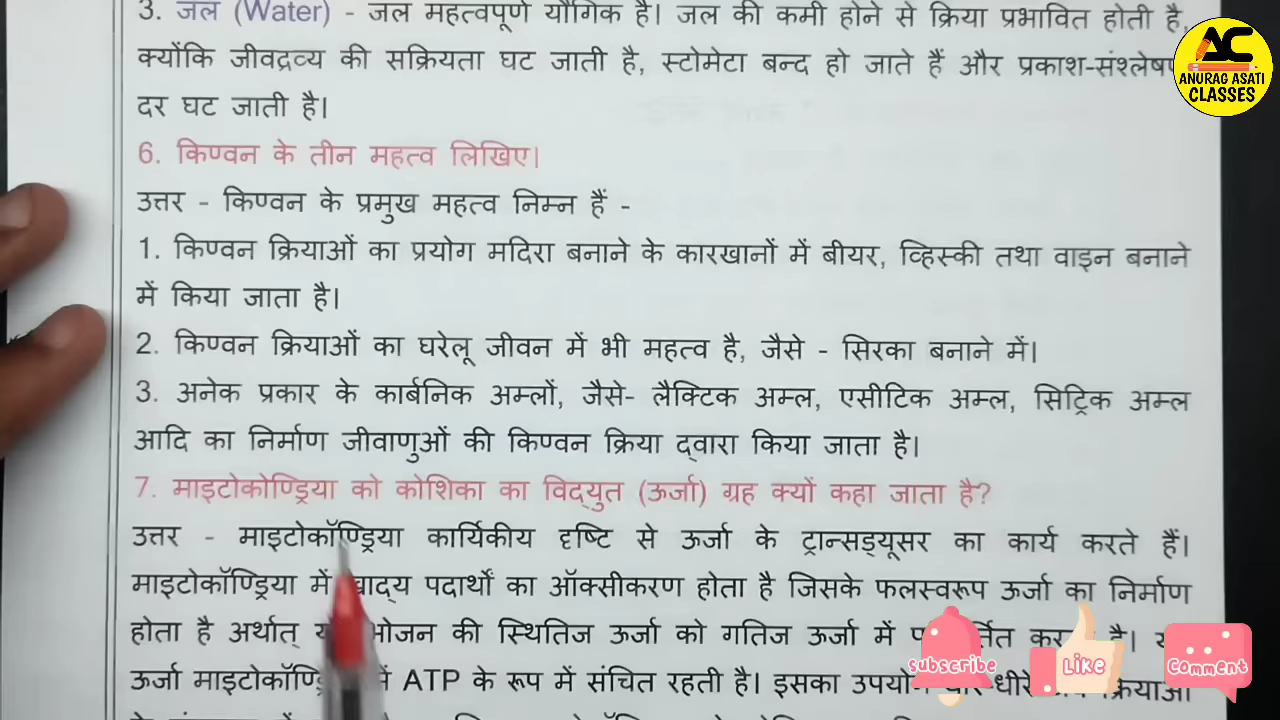 3. जल (Water) - जल महत्वपूर्ण यौगिक है। जल की कमी होने से क्रिया प्रभावित होती है,
क्योंकि जीवद्रव्य की सक्रियता घट जाती है, स्टोमेटा बन्द हो जाते हैं और
दर घट जाती है।
6. किण्वन के तीन महत्व लिखिए।
उत्तर - किण्वन के प्रमुख महत्व निम्न हैं -
1. किण्वन क्रियाओं का प्रयोग मदिरा बनाने के कारखानों में बीयर, व्हिस्की तथा वाइन बनाने
में किया जाता है।
2. किण्वन क्रियाओं का घरेलू जीवन में भी महत्व है, जैसे - सिरका बनाने में।
3. अनेक प्रकार के कार्बनिक अम्लों, जैसे- लैक्टिक अम्ल, एसीटिक अम्ल, सिट्रिक अम्ल
आदि का निर्माण जीवाणुओं की किण्वन क्रिया द्वारा किया जाता है।
7. माइटोकोण्ड्रिया को कोशिका का विद्युत (ऊर्जा) ग्रह क्यों कहा जाता है?
उत्तर - माइटोकॉण्ड्रिया कार्यिकीय दृष्टि से ऊर्जा के ट्रान्सड्यूसर का कार्य करते हैं।
माइटोकॉण्ड्रिया में पदार्थों का ऑक्सीकरण होता है जिसके फलस्वरूप ऊर्जा का निर्माण
होता है अर्थात् भोजन की स्थितिज ऊर्जा को गतिज ऊर्जा में है।
ऊर्जा ATP के रूप में संचित रहती है। इसका
AC
ANURAG ASATI
CLASSES
subscribe
Like
Comment